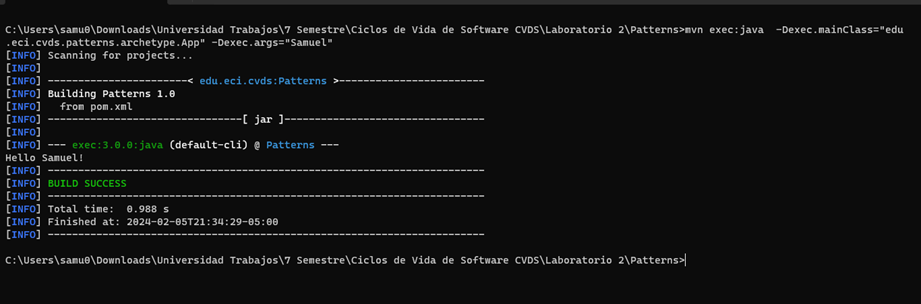 C:\Users\samu0\Downloads\Universidad Trabajos\7 Semestre\Ciclos de Vida de Software CVDS\Laboratorio 2\Patterns>mvn exec:java  -Dexec.mainClass="edu
.eci.cvds.patterns.archetype.App" -Dexec.args="Samuel"
[INFO] Scanning for projects...
[INFO]
[INFO] ----------------------< edu.eci.cvds:Patterns >-----------------------
[INFO] Building Patterns 1.0
[INFO]   from pom.xml
[INFO] --------------------------------[ jar ]---------------------------------
[INFO]
[INFO] --- exec:3.0.0:java (default-cli) @ Patterns ---
Hello Samuel!
[INFO] ------------------------------------------------------------------------
[INFO] BUILD SUCCESS
[INFO] ------------------------------------------------------------------------
[INFO] Total time:  0.988 s
[INFO] Finished at: 2024-02-05T21:34:29-05:00
[INFO] ------------------------------------------------------------------------
C:\Users\samu0\Downloads\Universidad Trabajos\7 Semestre\Ciclos de Vida de Software CVDS\Laboratorio 2\Patterns>